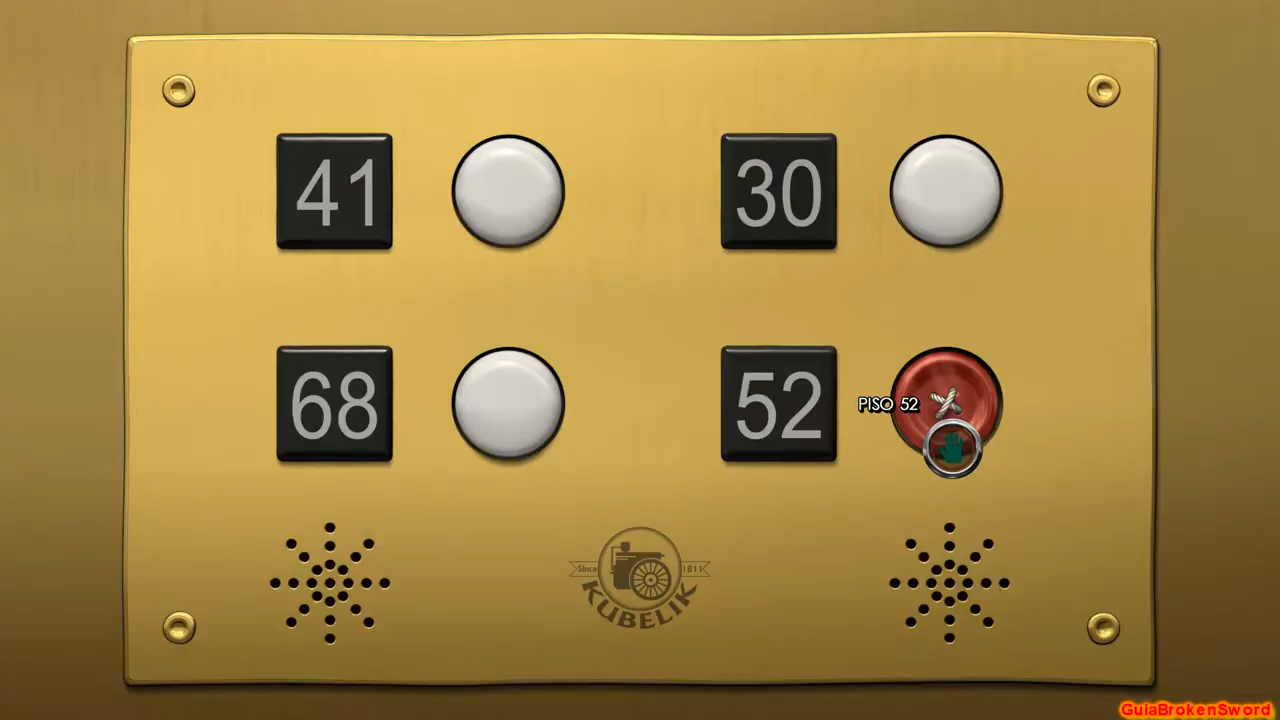 41
30
68
52
PISO 52
Since 1811
KUBELIK
GuiaBrokenSword